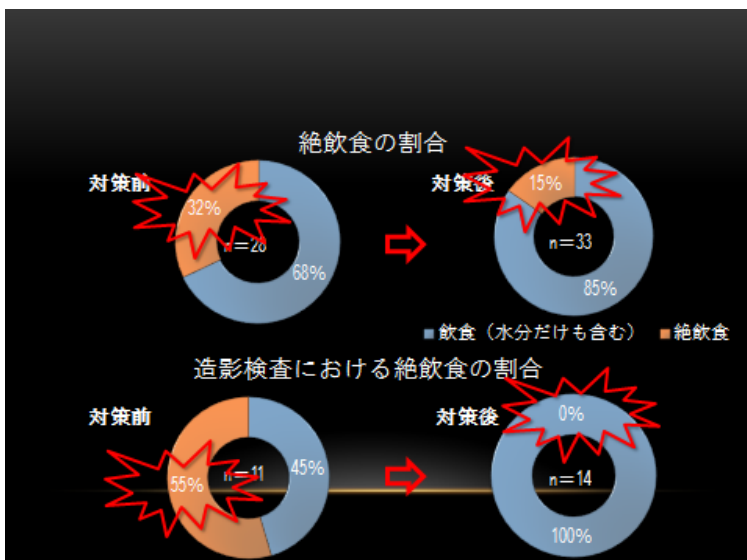 絶飲食の割合
対策前
対策後
32%
68%
n=28
15%
85%
n=33
飲食（水分だけも含む） 絶飲食
造影検査における絶飲食の割合
対策前
対策後
55%
45%
n=11
0%
100%
n=14